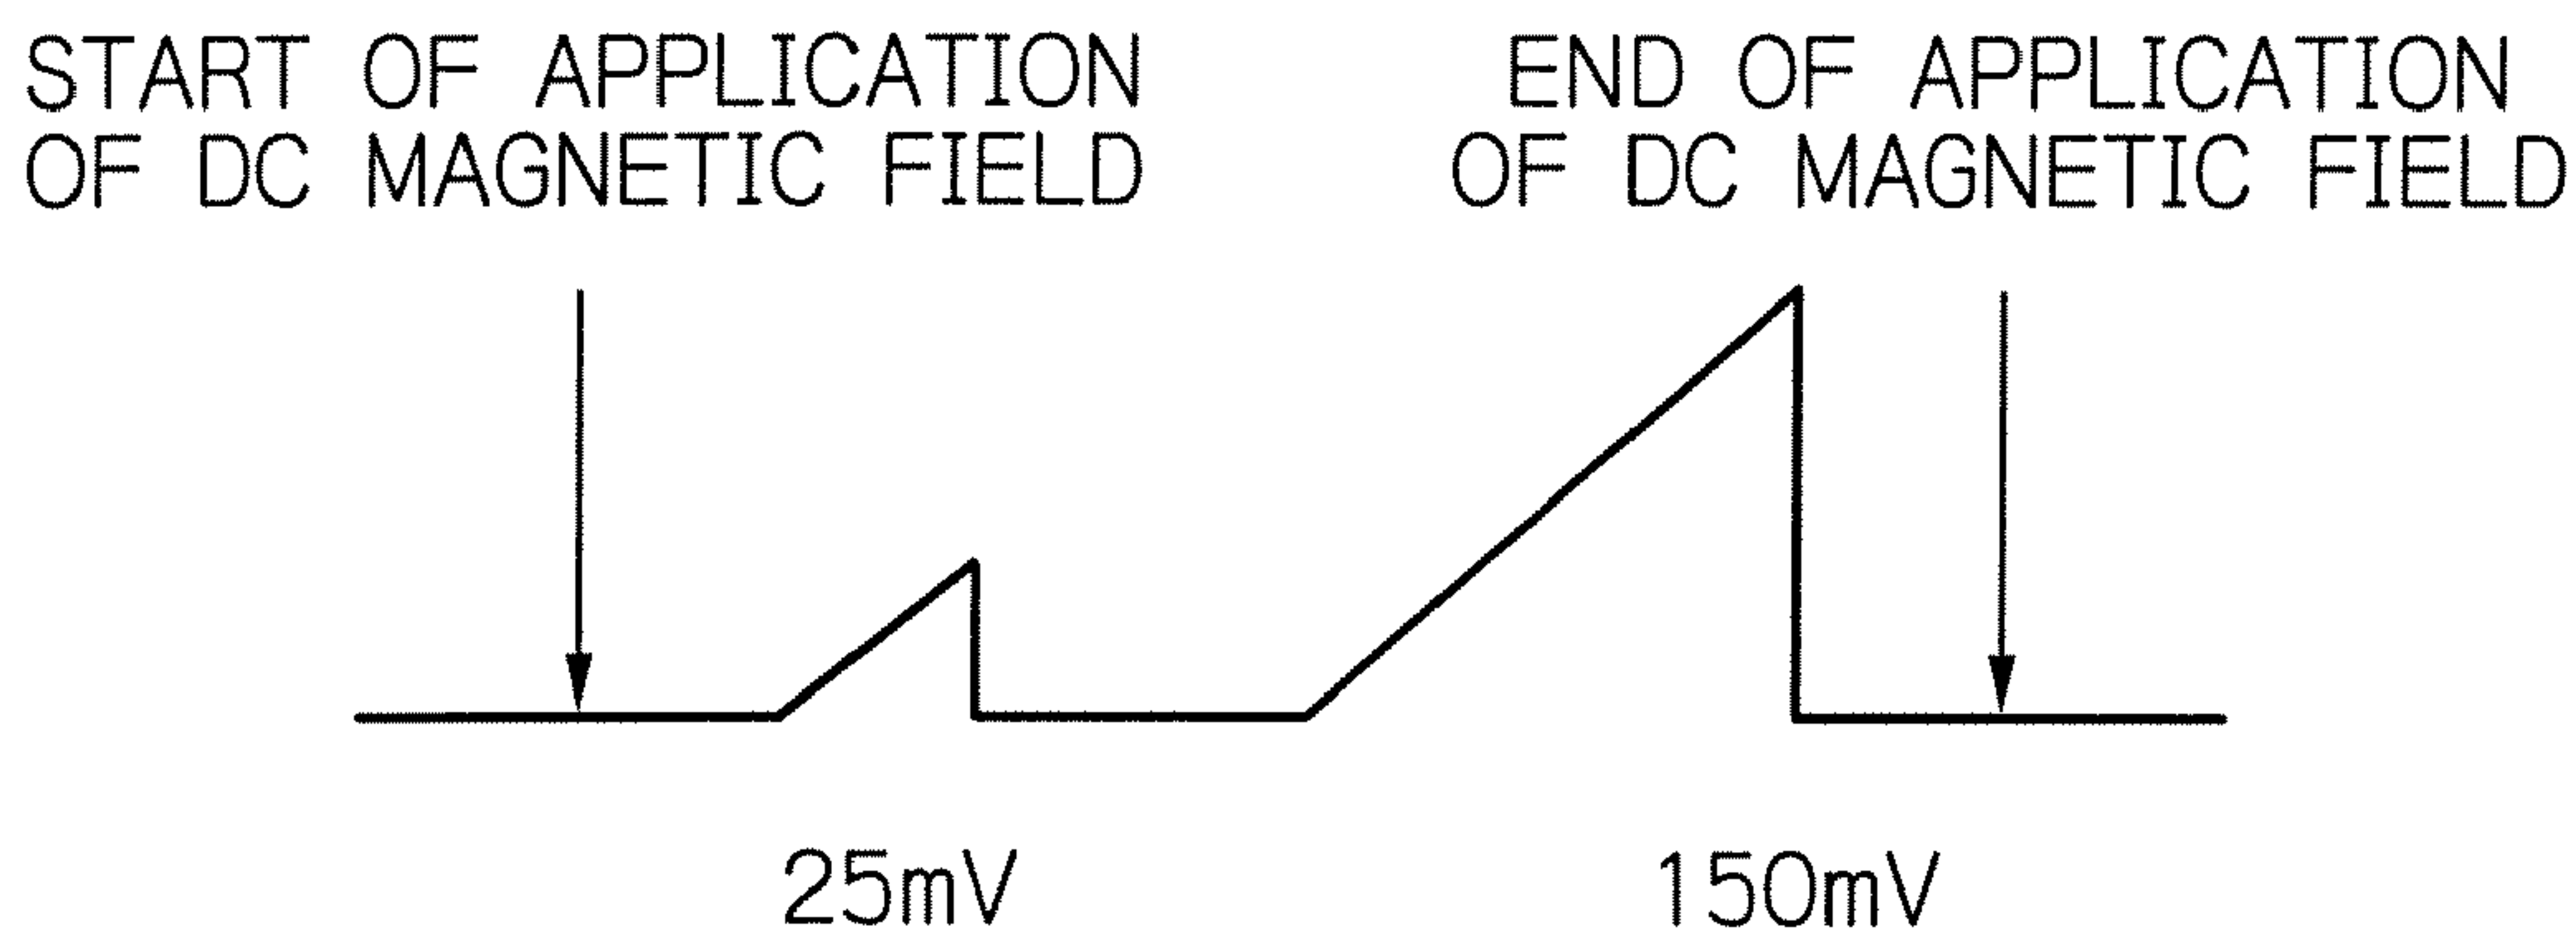 START OF APPLICATION
OF DC MAGNETIC FIELD
END OF APPLICATION
OF DC MAGNETIC FIELD
25mV
150mV